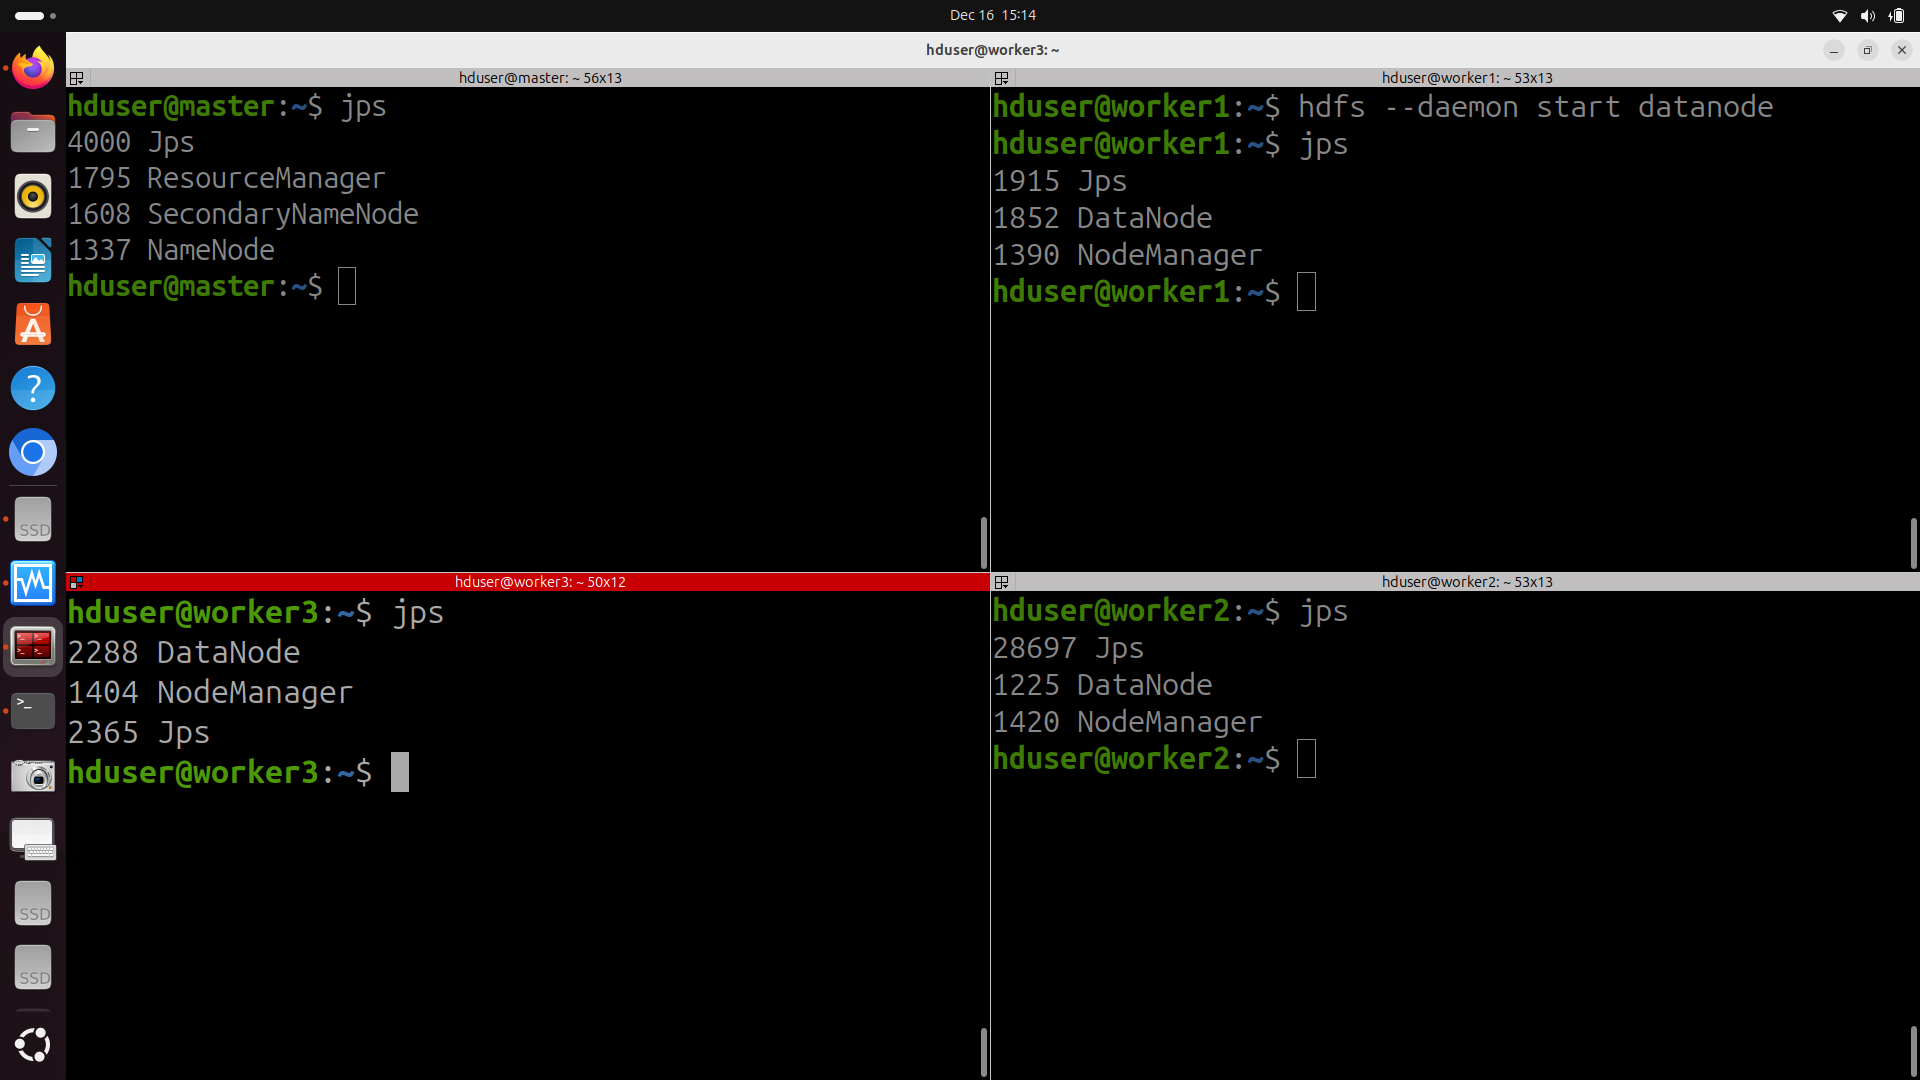 Dec 16 15:14
hduser@worker3: ~
hduser@master: ~ 56x13
hduser@master:~$ jps
4000 Jps
1795 ResourceManager
1608 SecondaryNameNode
1337 NameNode
hduser@master:~$
hduser@worker1: ~ 53x13
hduser@worker1:~$ hdfs --daemon start datanode
hduser@worker1:~$ jps
1915 Jps
1852 DataNode
1390 NodeManager
hduser@worker1:~$
hduser@worker3: ~ 50x12
hduser@worker3:~$ jps
2288 DataNode
1404 NodeManager
2365 Jps
hduser@worker3:~$
hduser@worker2: ~ 53x13
hduser@worker2:~$ jps
28697 Jps
1225 DataNode
1420 NodeManager
hduser@worker2:~$
SSD
SSD
SSD